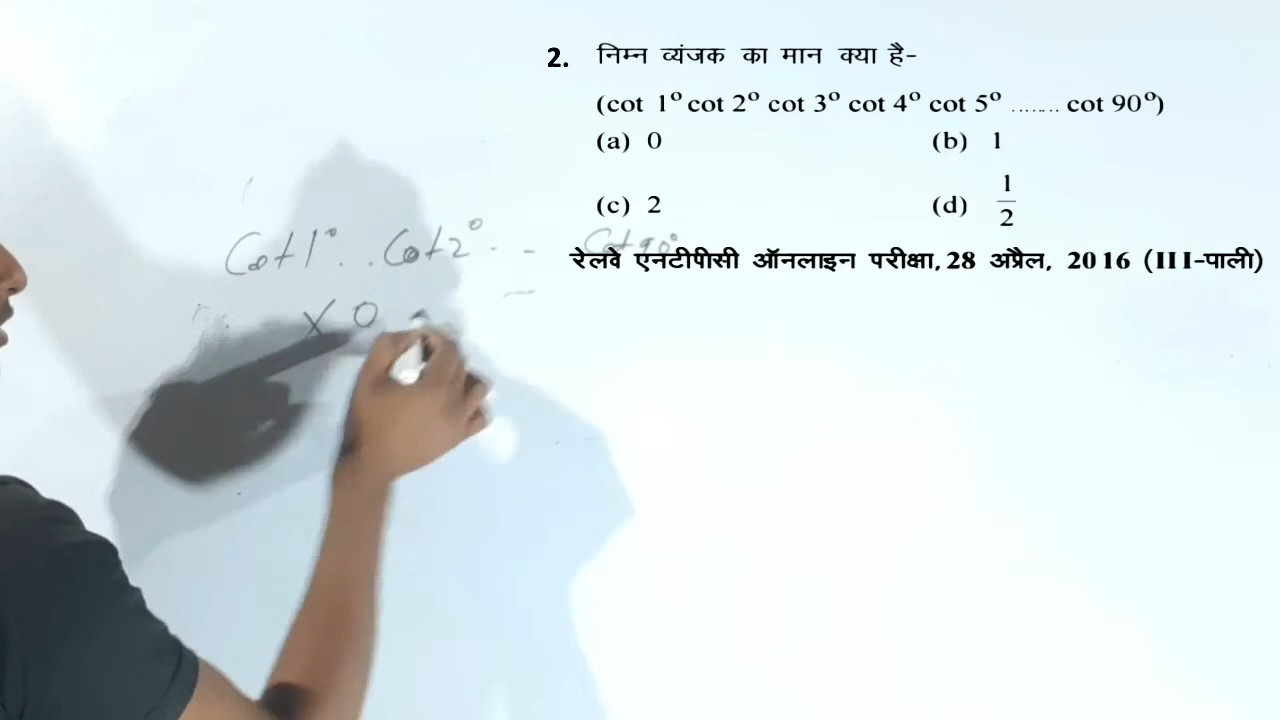 2. निम्न व्यंजक का मान क्या है-
(cot 1° cot 2° cot 3° cot 4° cot 5° ........ cot 90°)
(a) 0 (b) 1
(c) 2 (d) 1/2
Cot1° .. Cot2° . - Cot90°
रेलवे एनटीपीसी ऑनलाइन परीक्षा, 28 अप्रैल, 2016 (III-पाली)
X 0